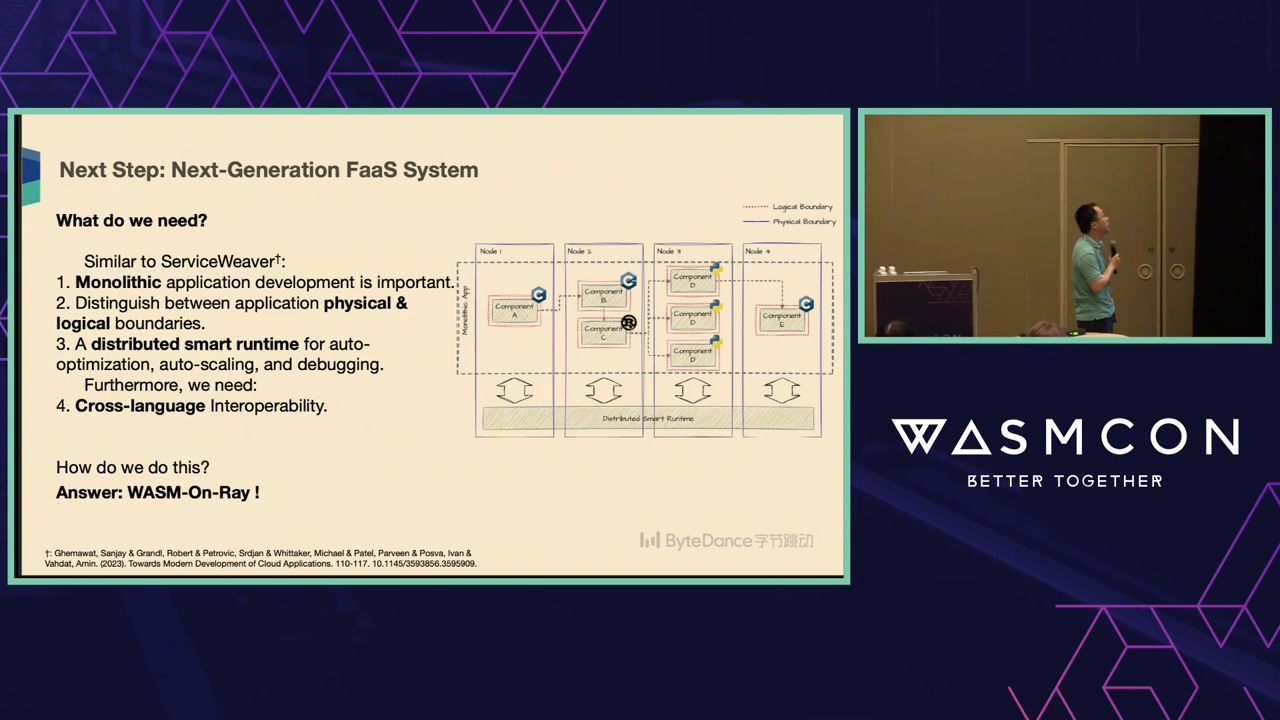 Next Step: Next-Generation FaaS System
What do we need?
Similar to ServiceWeaver†:
1. Monolithic application development is important.
2. Distinguish between application physical &
logical boundaries.
3. A distributed smart runtime for auto-
optimization, auto-scaling, and debugging.
Furthermore, we need:
4. Cross-language Interoperability.
How do we do this?
Answer: WASM-On-Ray !
Logical Boundary
Physical Boundary
Node 1
Node 2
Node 3
Node 4
Monolithic App
Component
A
Component
B
Component
C
Component
D
Component
D
Component
D
Component
E
Distributed Smart Runtime
ByteDance字节跳动
†: Ghemawat, Sanjay & Grandl, Robert & Petrovic, Srdjan & Whittaker, Michael & Patel, Parveen & Posva, Ivan &
Vahdat, Amin. (2023). Towards Modern Development of Cloud Applications. 110-117. 10.1145/3593856.3595909.
WASMCON
BETTER TOGETHER